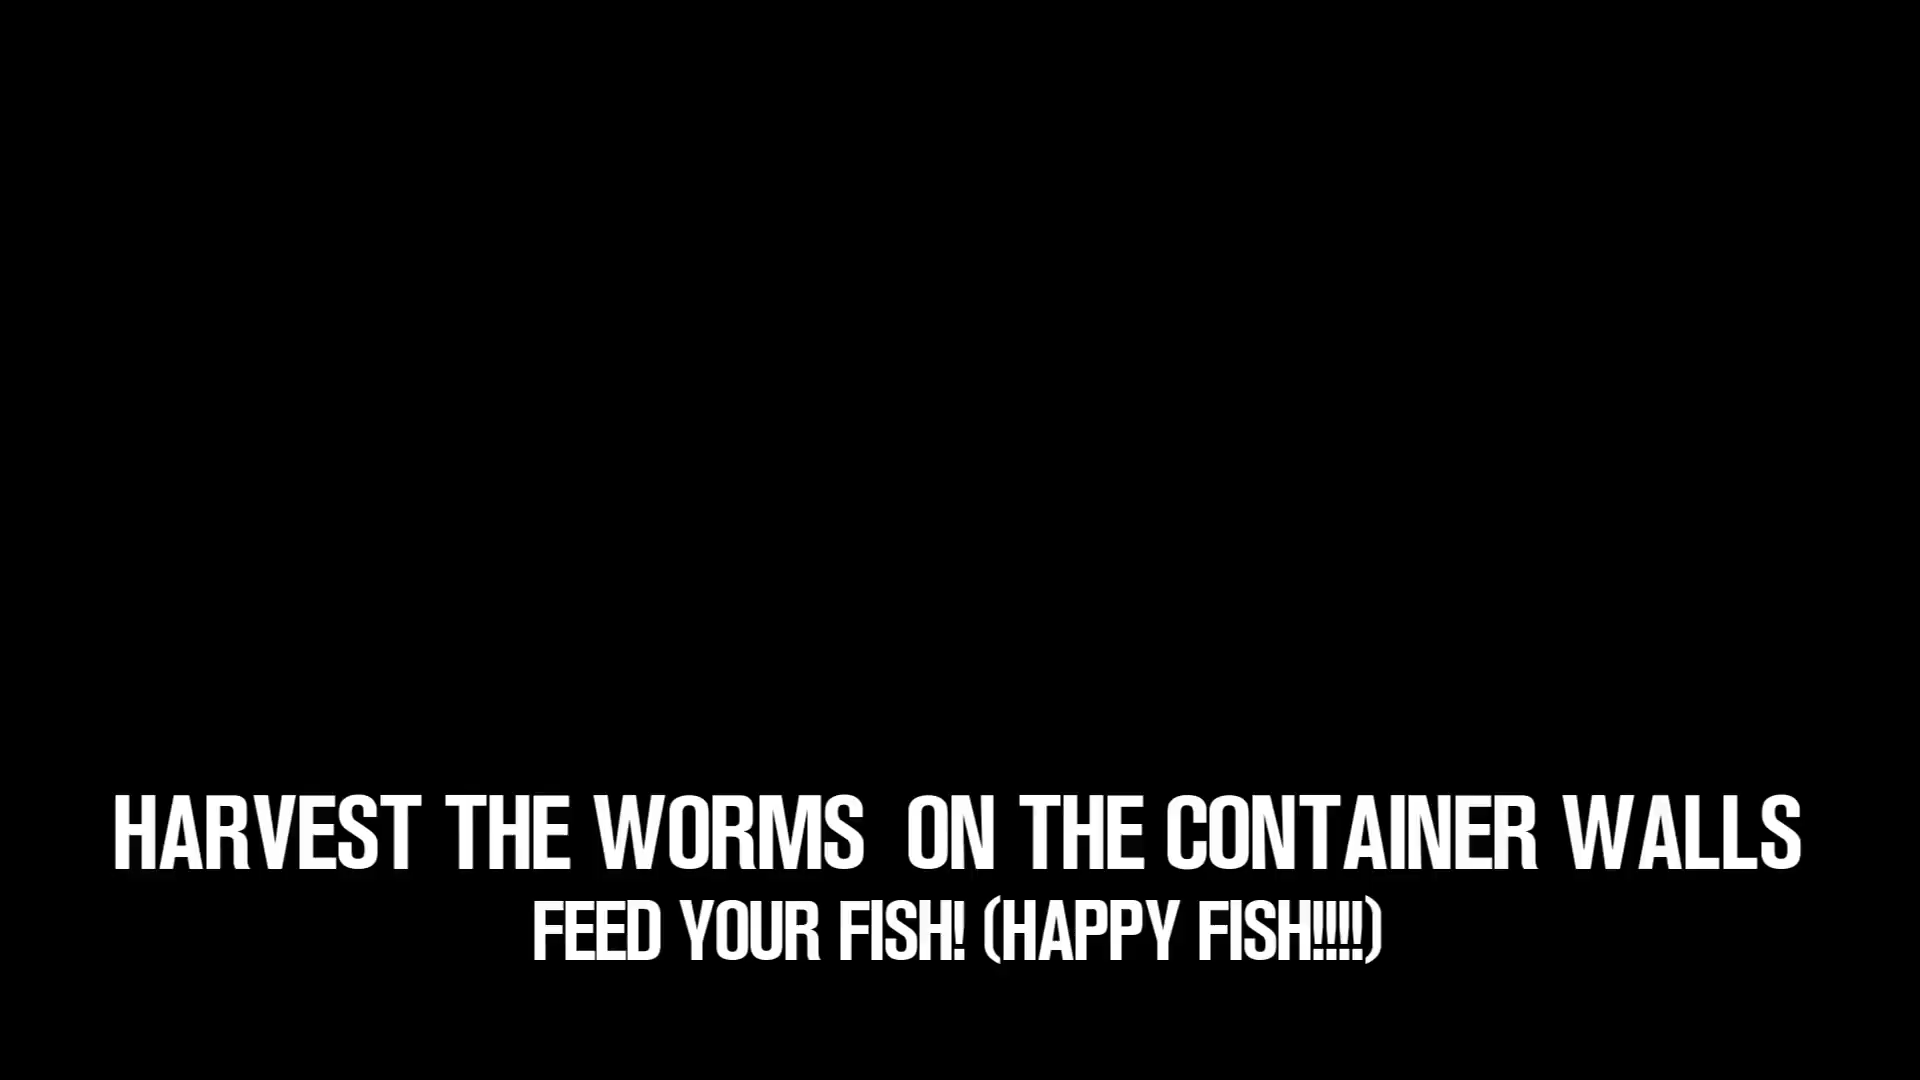 HARVEST THE WORMS  ON THE CONTAINER WALLS
FEED YOUR FISH! (HAPPY FISH!!!!)